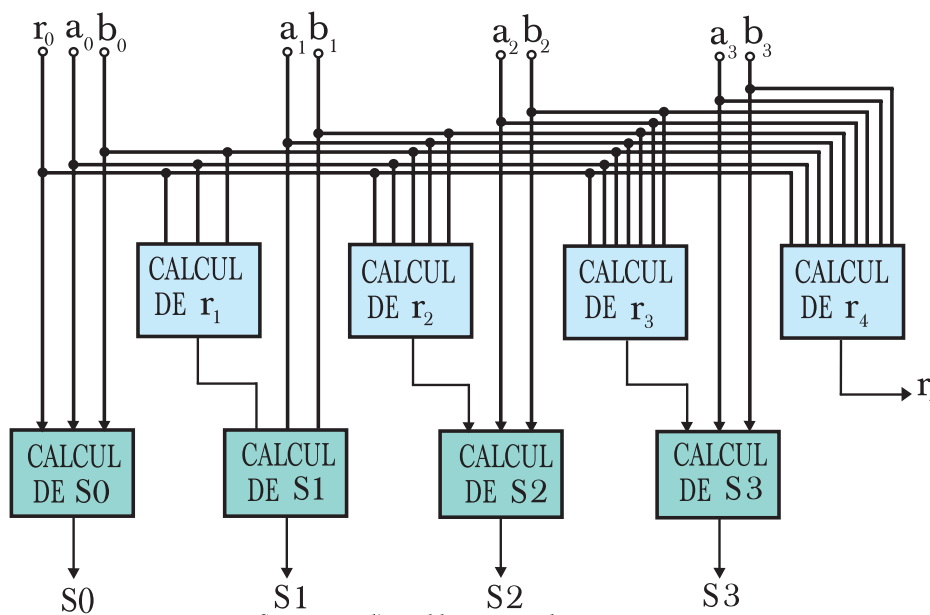 r0 a0 b0 a1 b1 a2 b2 a3 b3
CALCUL
DE r1
CALCUL
DE r2
CALCUL
DE r3
CALCUL
DE r4
CALCUL
DE S0
CALCUL
DE S1
CALCUL
DE S2
CALCUL
DE S3
S0 S1 S2 S3